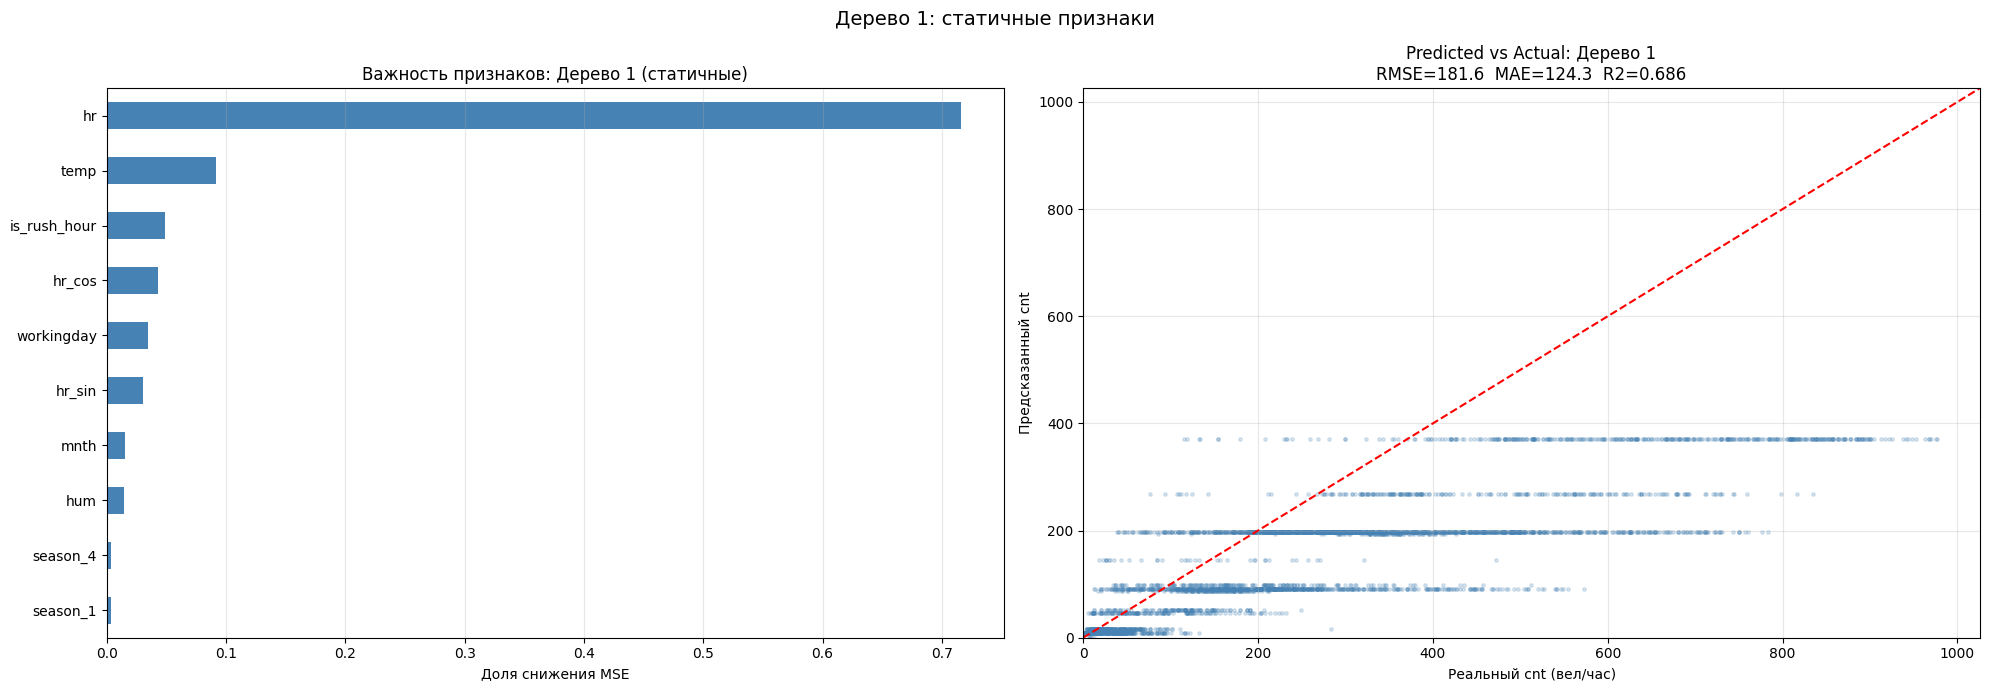 Дерево 1: статичные признаки
Важность признаков: Дерево 1 (статичные)
hr
temp
is_rush_hour
hr_cos
workingday
hr_sin
mnth
hum
season_4
season_1
0.0 0.1 0.2 0.3 0.4 0.5 0.6 0.7
Доля снижения MSE
Predicted vs Actual: Дерево 1
RMSE=181.6 MAE=124.3 R2=0.686
Предсказанный cnt
1000
800
600
400
200
0
0 200 400 600 800 1000
Реальный cnt (вел/час)